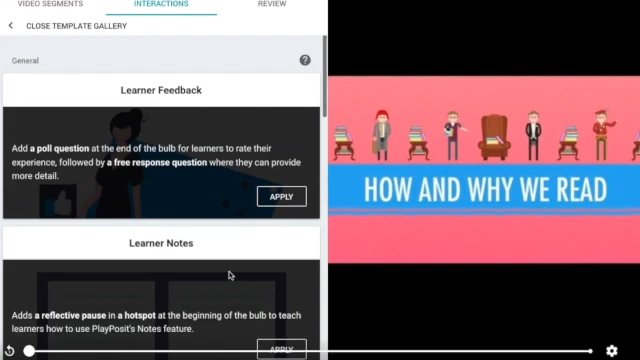 VIDEO SEGMENTS INTERACTIONS REVIEW
CLOSE TEMPLATE GALLERY
General
Learner Feedback
Add a poll question at the end of the bulb for learners to rate their
experience, followed by a free response question where they can provide
more detail.
APPLY
Learner Notes
Adds a reflective pause in a hotspot at the beginning of the bulb to teach
learners how to use PlayPosit's Notes feature.
APPLY
HOW AND WHY WE READ